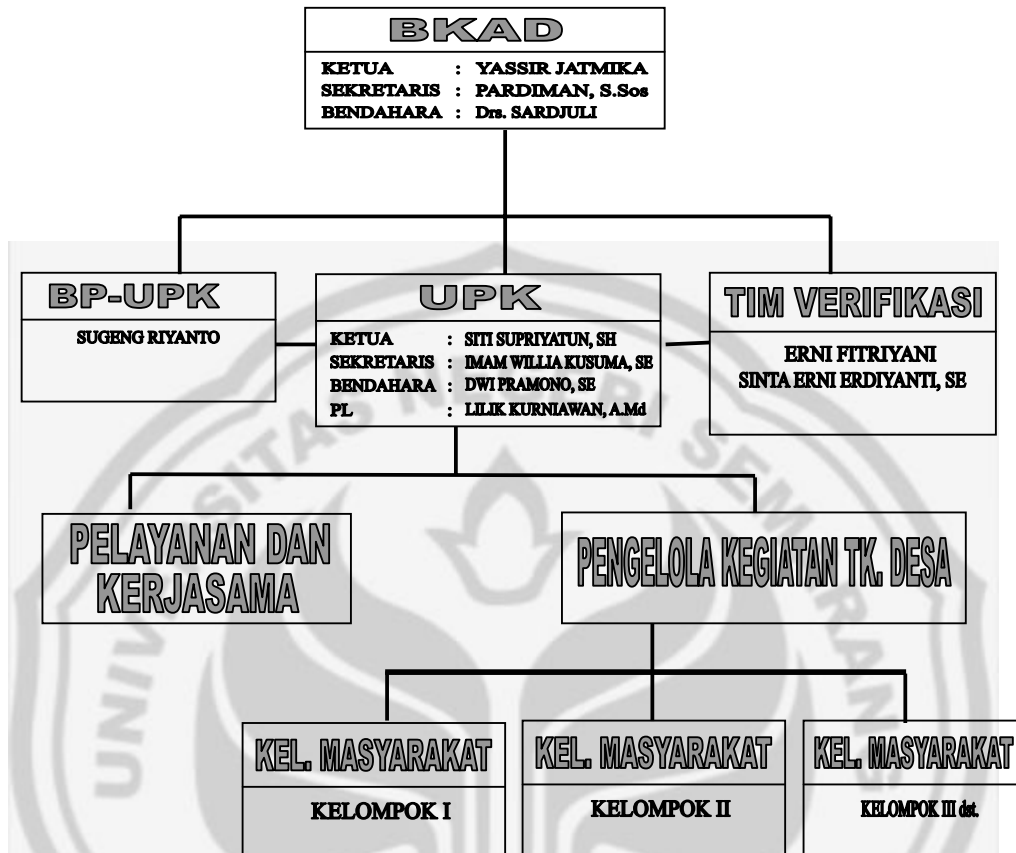 BKAD
KETUA : YASSIR JATMIKA
SEKRETARIS : PARDIMAN, S.Sos
BENDAHARA : Drs. SARDJULI
BP-UPK
SUGENG RIYANTO
UPK
KETUA : SITI SUPRIYATUN, SH
SEKRETARIS : IMAM WILLIA KUSUMA, SE
BENDAHARA : DWI PRAMONO, SE
PL : LILIK KURNIAWAN, A.Md
TIM VERIFIKASI
ERNI FITRIYANI
SINTA ERNI ERDIYANTI, SE
UNIVERSITAS NEGERI SEMARANG
PELAYANAN DAN
KERJASAMA
PENGELOLA KEGIATAN TK. DESA
KEL. MASYARAKAT
KELOMPOK I
KEL. MASYARAKAT
KELOMPOK II
KEL. MASYARAKAT
KELOMPOK III dst.